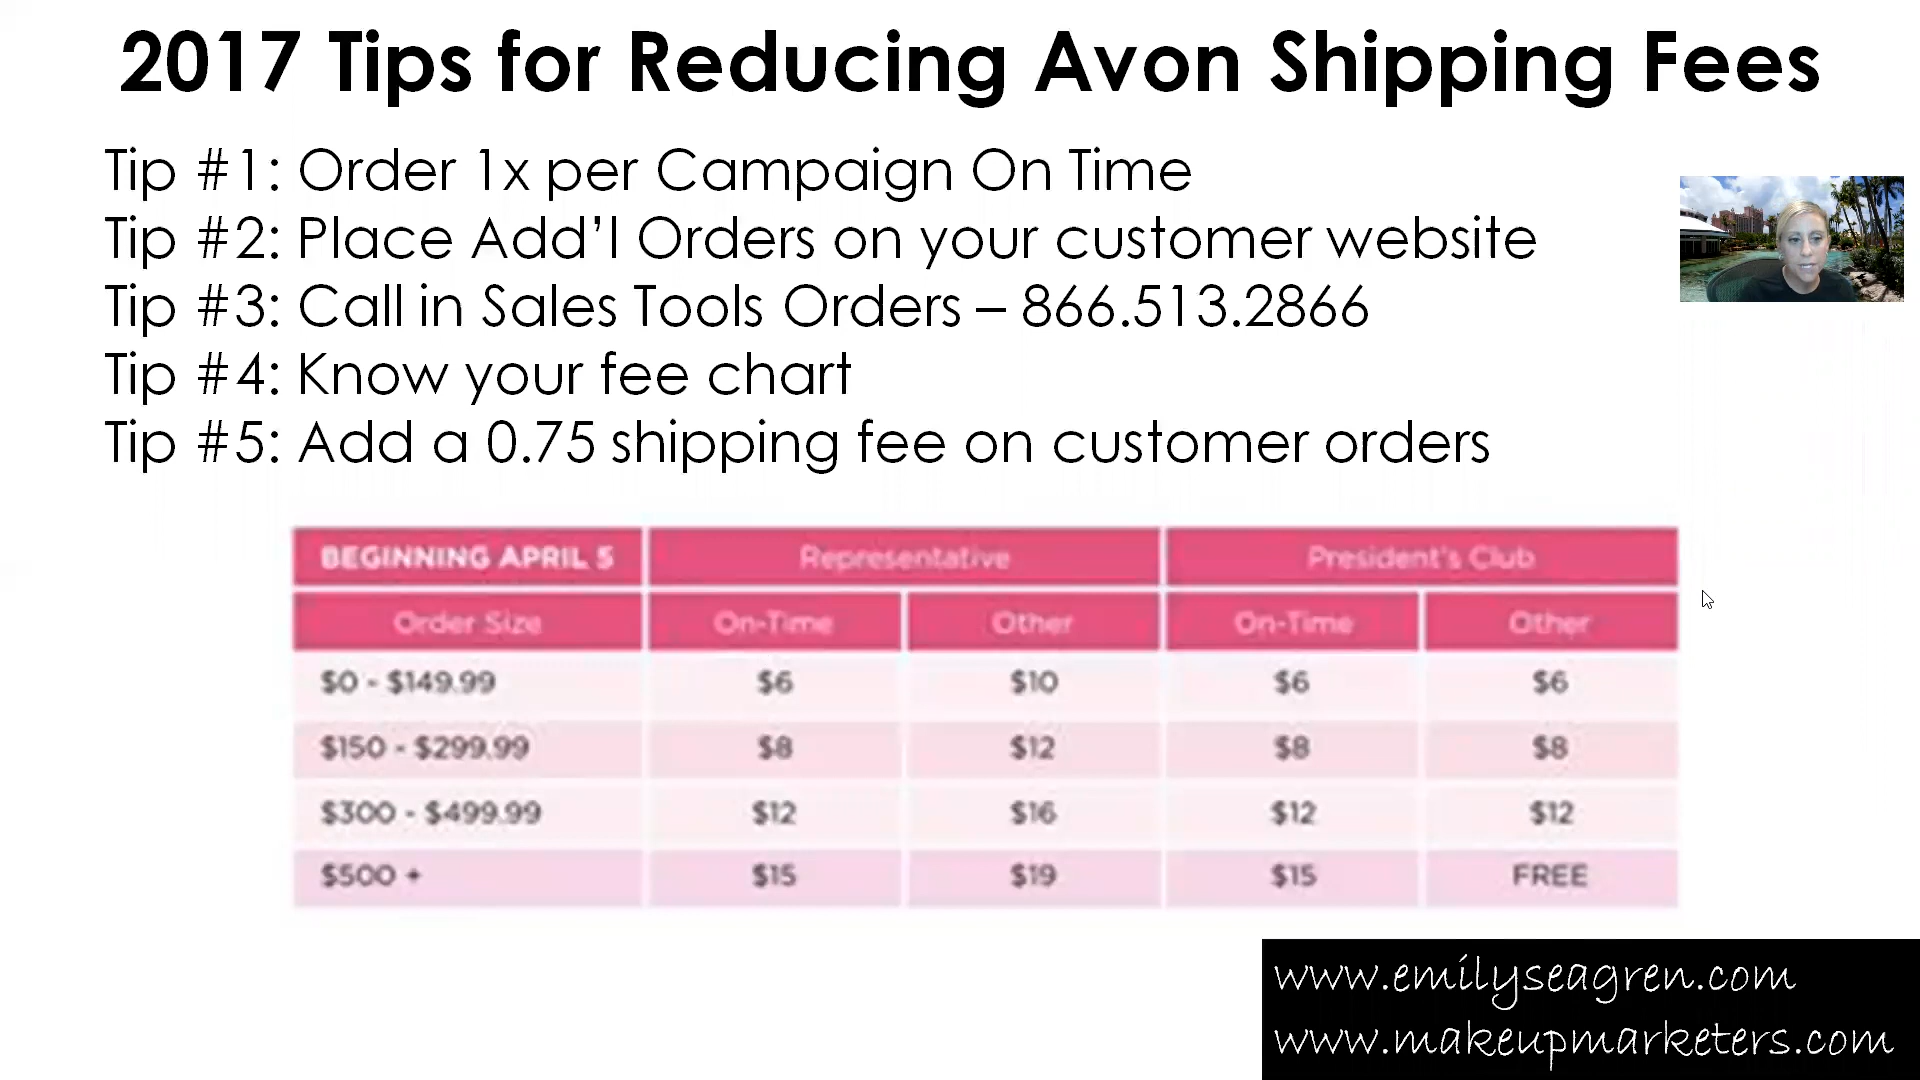 2017 Tips for Reducing Avon Shipping Fees
Tip #1: Order 1x per Campaign On Time
Tip #2: Place Add'l Orders on your customer website
Tip #3: Call in Sales Tools Orders – 866.513.2866
Tip #4: Know your fee chart
Tip #5: Add a 0.75 shipping fee on customer orders
BEGINNING APRIL 5 Representative President's Club
Order Size On-Time Other On-Time Other
$0 - $149.99 $6 $10 $6 $6
$150 - $299.99 $8 $12 $8 $8
$300 - $499.99 $12 $16 $12 $12
$500 + $15 $19 $15 FREE
www.emilyseagren.com
www.makeupmarketers.com